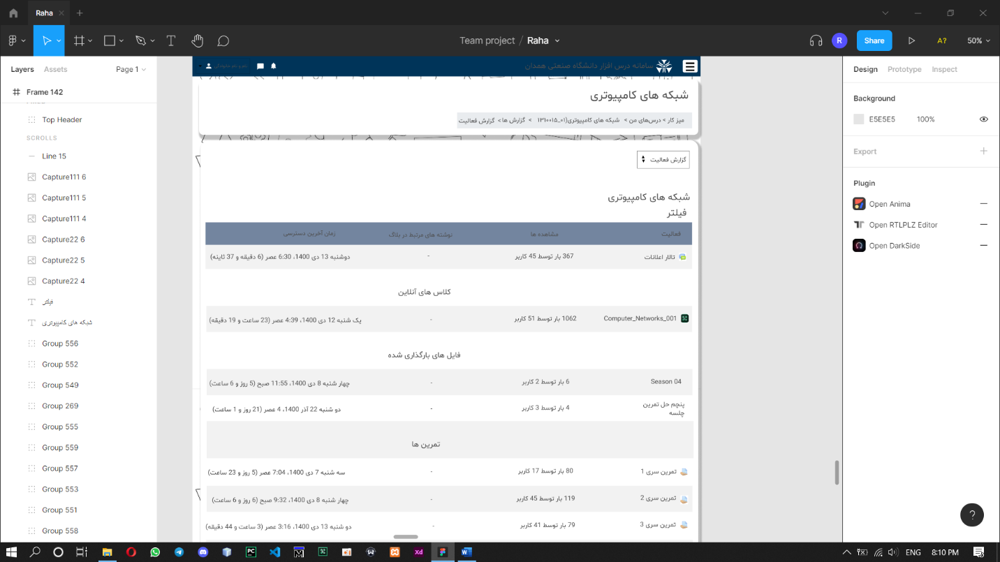 Raha
Team project / Raha
R
Share
A?
50%
Layers
Assets
Page 1
Frame 142
Top Header
SCROLLS
Line 15
Capture111 6
Capture111 5
Capture111 4
Capture22 6
Capture22 5
Capture22 4
فیلتر
شبکه های کامپیوتری
Group 556
Group 552
Group 549
Group 269
Group 555
Group 559
Group 557
Group 553
Group 551
Group 558
سامانه درس افزار دانشگاه صنعتی همدان
نام و نام خانوادگی
شبکه های کامپیوتری
میز کار > درس‌های من > شبکه های کامپیوتری(01_1310015 > گزارش ها > گزارش فعالیت
گزارش فعالیت
شبکه های کامپیوتری
فیلتر
فعالیت مشاهده ها نوشته های مرتبط در بلاگ زمان آخرین دسترسی
تالار اعلانات 367 بار توسط 45 کاربر - دوشنبه 13 دی 1400، 6:30 عصر (6 دقیقه و 37 ثاینه)
کلاس های آنلاین
Computer_Networks_001 1062 بار توسط 51 کاربر - یک شنبه 12 دی 1400، 4:39 عصر (23 ساعت و 19 دقیقه)
فایل های بارگذاری شده
Season 04 6 بار توسط 2 کاربر - چهار شنبه 8 دی 1400، 11:55 صبح (5 روز و 6 ساعت)
پنچم حل تمرین
جلسه
4 بار توسط 3 کاربر - دو شنبه 22 آذر 1400، 4 عصر (21 روز و 1 ساعت)
تمرین ها
تمرین سری 1 80 بار توسط 17 کاربر - سه شنبه 7 دی 1400، 7:04 عصر (5 روز و 23 ساعت)
تمرین سری 2 119 بار توسط 45 کاربر - چهار شنبه 8 دی 1400، 9:32 صبح (6 روز و 6 ساعت)
تمرین سری 3 79 بار توسط 41 کاربر - دو شنبه 13 دی 1400، 3:16 عصر (3 ساعت و 44 دقیقه)
Design
Prototype
Inspect
Background
E5E5E5
100%
Export
Plugin
Open Anima
Open RTLPLZ Editor
Open DarkSide
?
PC
Xd
ENG
8:10 PM